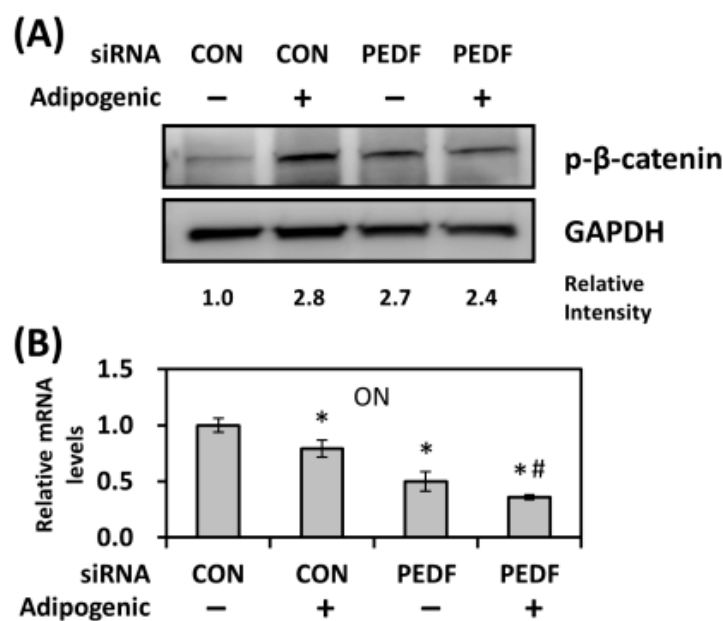 (A)
siRNA CON CON PEDF PEDF
Adipogenic − + − +
p-β-catenin
GAPDH
1.0 2.8 2.7 2.4 Relative Intensity
(B)
Relative mRNA levels
1.5
1.0
0.5
0.0
ON
* * *#
siRNA CON CON PEDF PEDF
Adipogenic − + − +